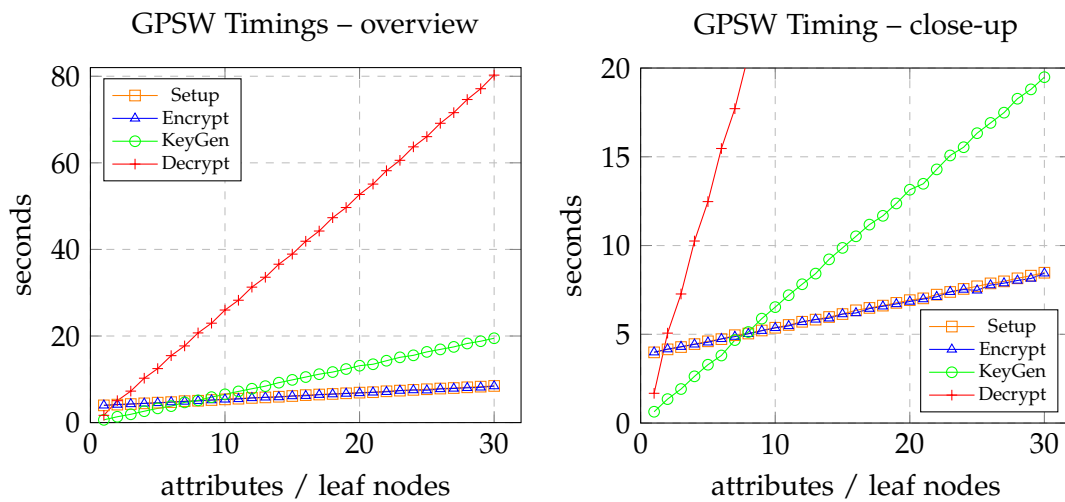 GPSW Timings – overview
80
60
40
20
0
0
10
20
30
seconds
attributes / leaf nodes
Setup
Encrypt
KeyGen
Decrypt
GPSW Timing – close-up
20
15
10
5
0
0
10
20
30
seconds
attributes / leaf nodes
Setup
Encrypt
KeyGen
Decrypt